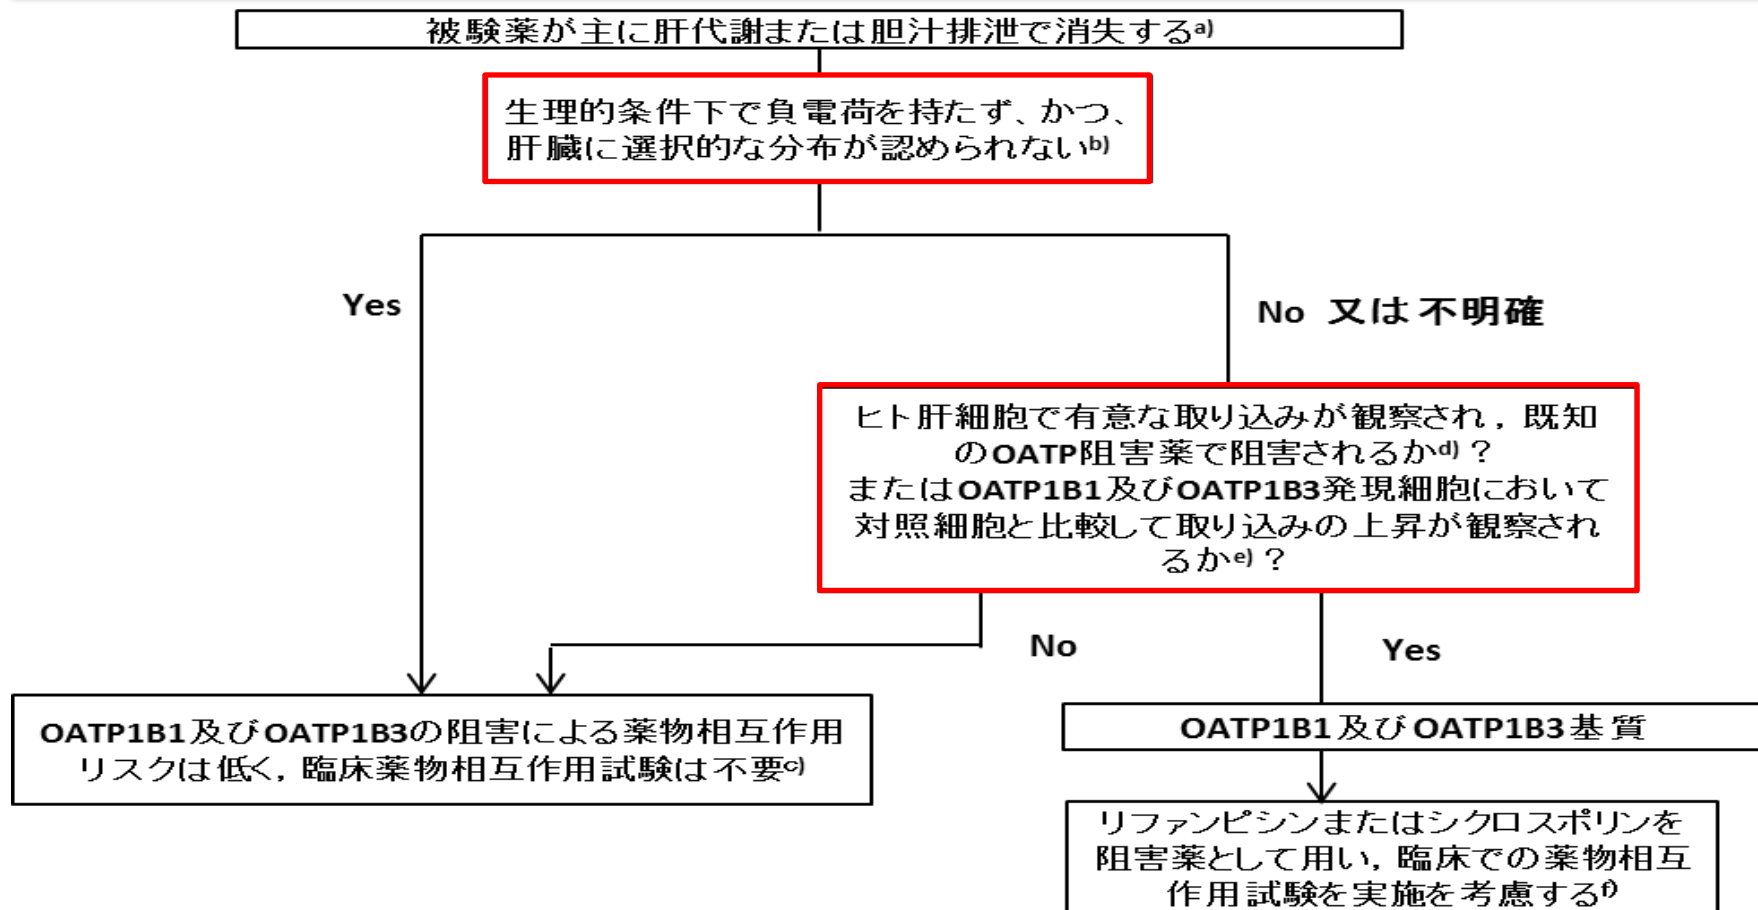 被験薬が主に肝代謝または胆汁排泄で消失するa)
生理的条件下で負電荷を持たず、かつ、
肝臓に選択的な分布が認められないb)
Yes
No 又は 不明確
ヒト肝細胞で有意な取り込みが観察され，既知
のOATP阻害薬で阻害されるかd)？
またはOATP1B1及びOATP1B3発現細胞において
対照細胞と比較して取り込みの上昇が観察され
るかe)？
No
Yes
OATP1B1及びOATP1B3の阻害による薬物相互作用
リスクは低く，臨床薬物相互作用試験は不要c)
OATP1B1及びOATP1B3基質
リファンピシンまたはシクロスポリンを
阻害薬として用い，臨床での薬物相互
作用試験を実施を考慮するf)